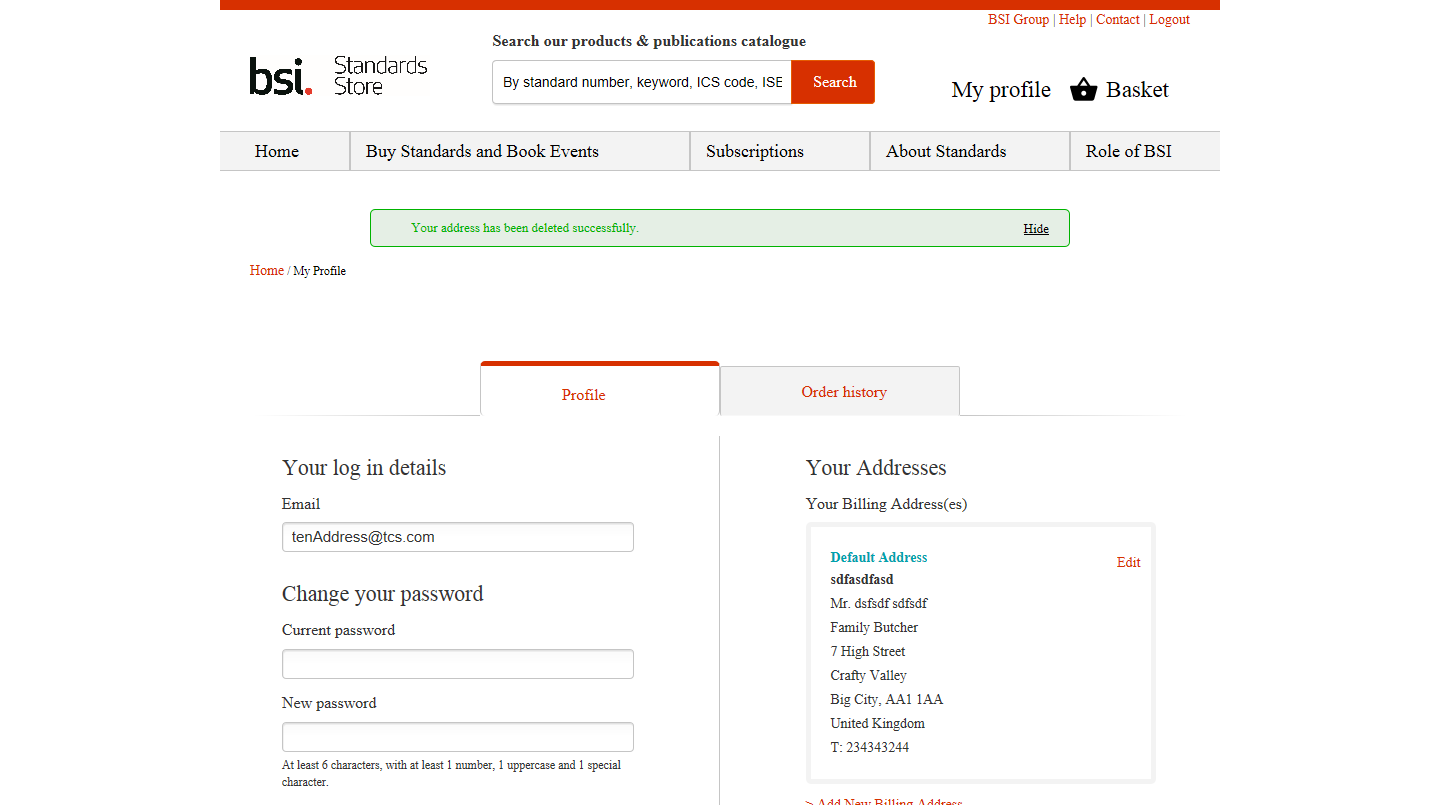 BSI Group | Help | Contact | Logout
Search our products & publications catalogue
bsi. Standards Store
By standard number, keyword, ICS code, ISE
Search
My profile
Basket
Home
Buy Standards and Book Events
Subscriptions
About Standards
Role of BSI
Your address has been deleted successfully.
Hide
Home / My Profile
Profile
Order history
Your log in details
Email
tenAddress@tcs.com
Change your password
Current password
New password
At least 6 characters, with at least 1 number, 1 uppercase and 1 special
character.
Your Addresses
Your Billing Address(es)
Default Address
Edit
sdfasdfasd
Mr. dsfsdf sdfsdf
Family Butcher
7 High Street
Crafty Valley
Big City, AA1 1AA
United Kingdom
T: 234343244
> Add New Billing Address